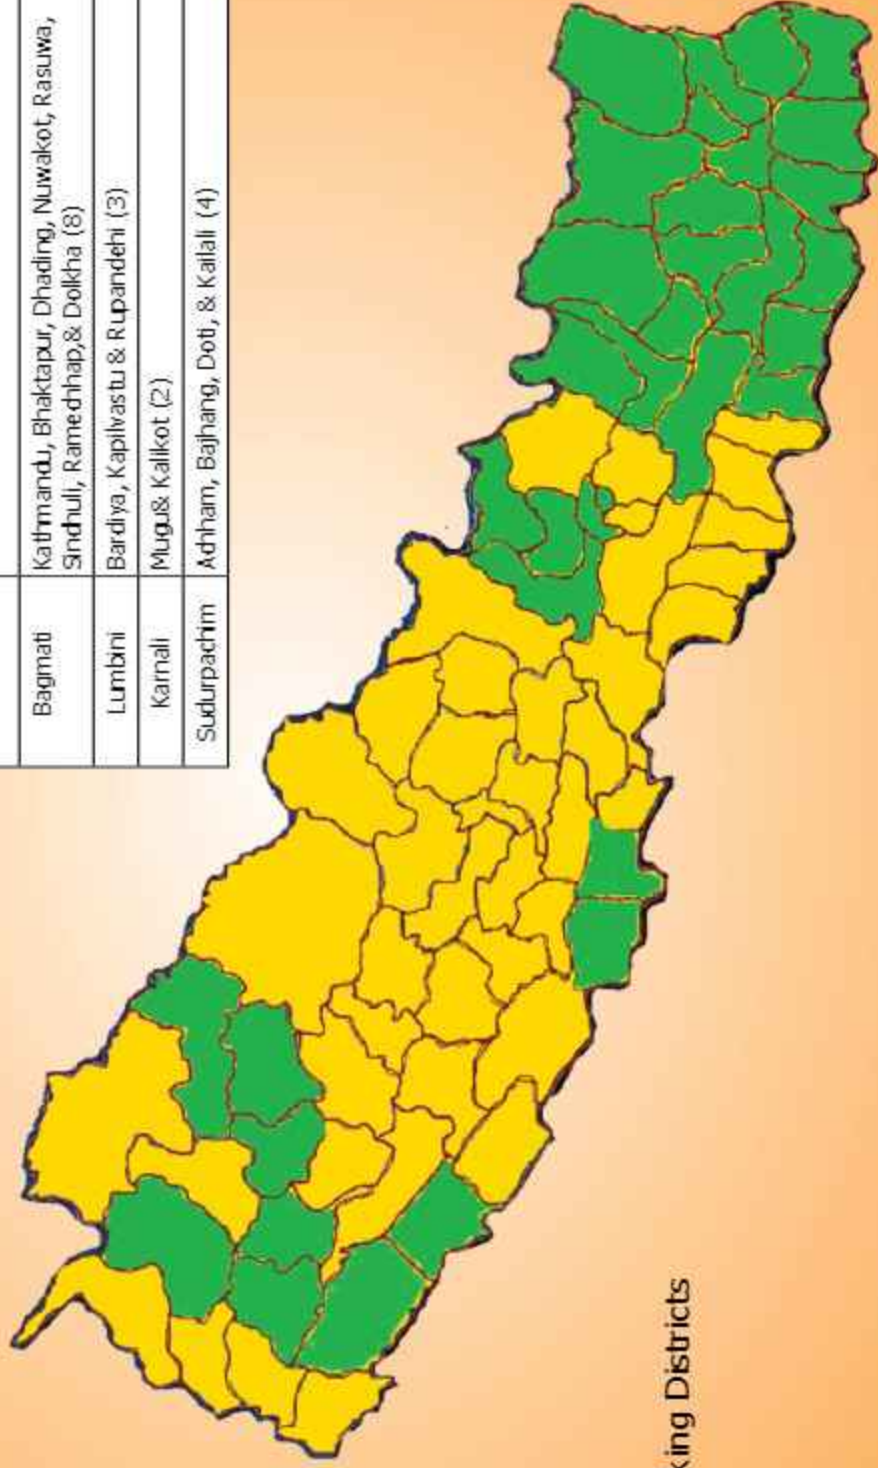 Bagmati
Kathmandu, Bhaktapur, Dhading, Nuwakot, Rasuwa,
Sindhuli, Ramechhap,& Dolkha (8)
Lumbini
Bardiya, Kapilvastu & Rupandehi (3)
Karnali
Mugu& Kalikot (2)
Sudurpachim
Achham, Bajhang, Doti, & Kailali (4)
king Districts